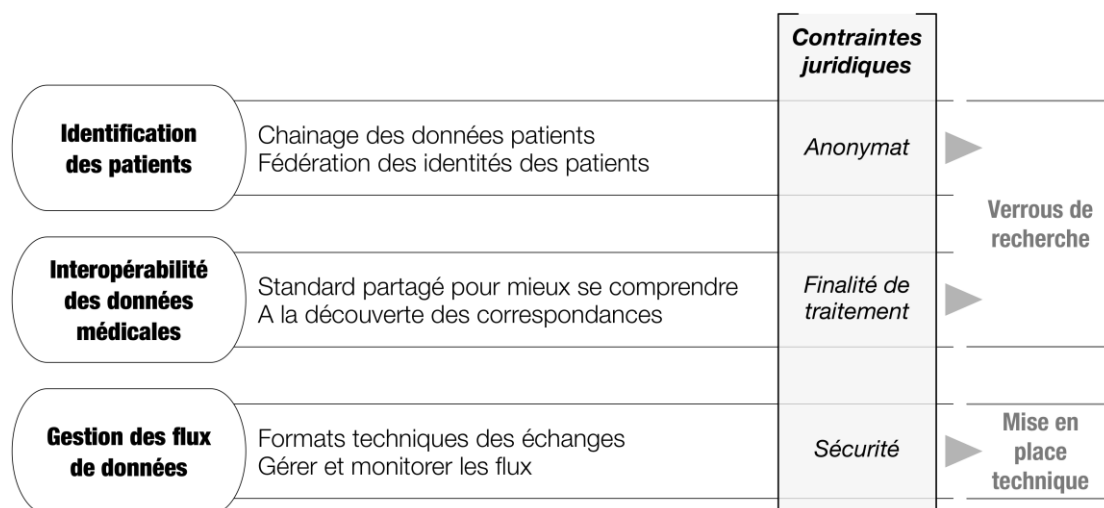 Contraintes
juridiques
Identification
des patients
Chainage des données patients
Fédération des identités des patients
Anonymat
Verrous de
recherche
Interopérabilité
des données
médicales
Standard partagé pour mieux se comprendre
A la découverte des correspondances
Finalité de
traitement
Gestion des flux
de données
Formats techniques des échanges
Gérer et monitorer les flux
Sécurité
Mise en
place
technique